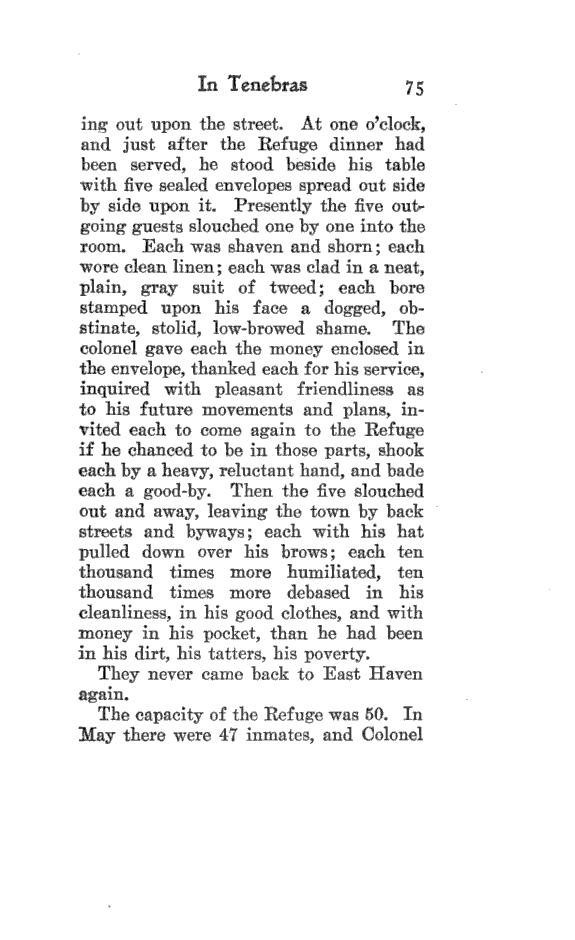 In Tenebras 75
ing out upon the street. At one o'clock,
and just after the Refuge dinner had
been served, he stood beside his table
with five sealed envelopes spread out side
by side upon it. Presently the five out-
going guests slouched one by one into the
room. Each was shaven and shorn; each
wore clean linen; each was clad in a neat,
plain, gray suit of tweed; each bore
stamped upon his face a dogged, ob-
stinate, stolid, low-browed shame. The
colonel gave each the money enclosed in
the envelope, thanked each for his service,
inquired with pleasant friendliness as
to his future movements and plans, in-
vited each to come again to the Refuge
if he chanced to be in those parts, shook
each by a heavy, reluctant hand, and bade
each a good-by. Then the five slouched
out and away, leaving the town by back
streets and byways; each with his hat
pulled down over his brows; each ten
thousand times more humiliated, ten
thousand times more debased in his
cleanliness, in his good clothes, and with
money in his pocket, than he had been
in his dirt, his tatters, his poverty.
They never came back to East Haven
again.
The capacity of the Refuge was 50. In
May there were 47 inmates, and Colonel